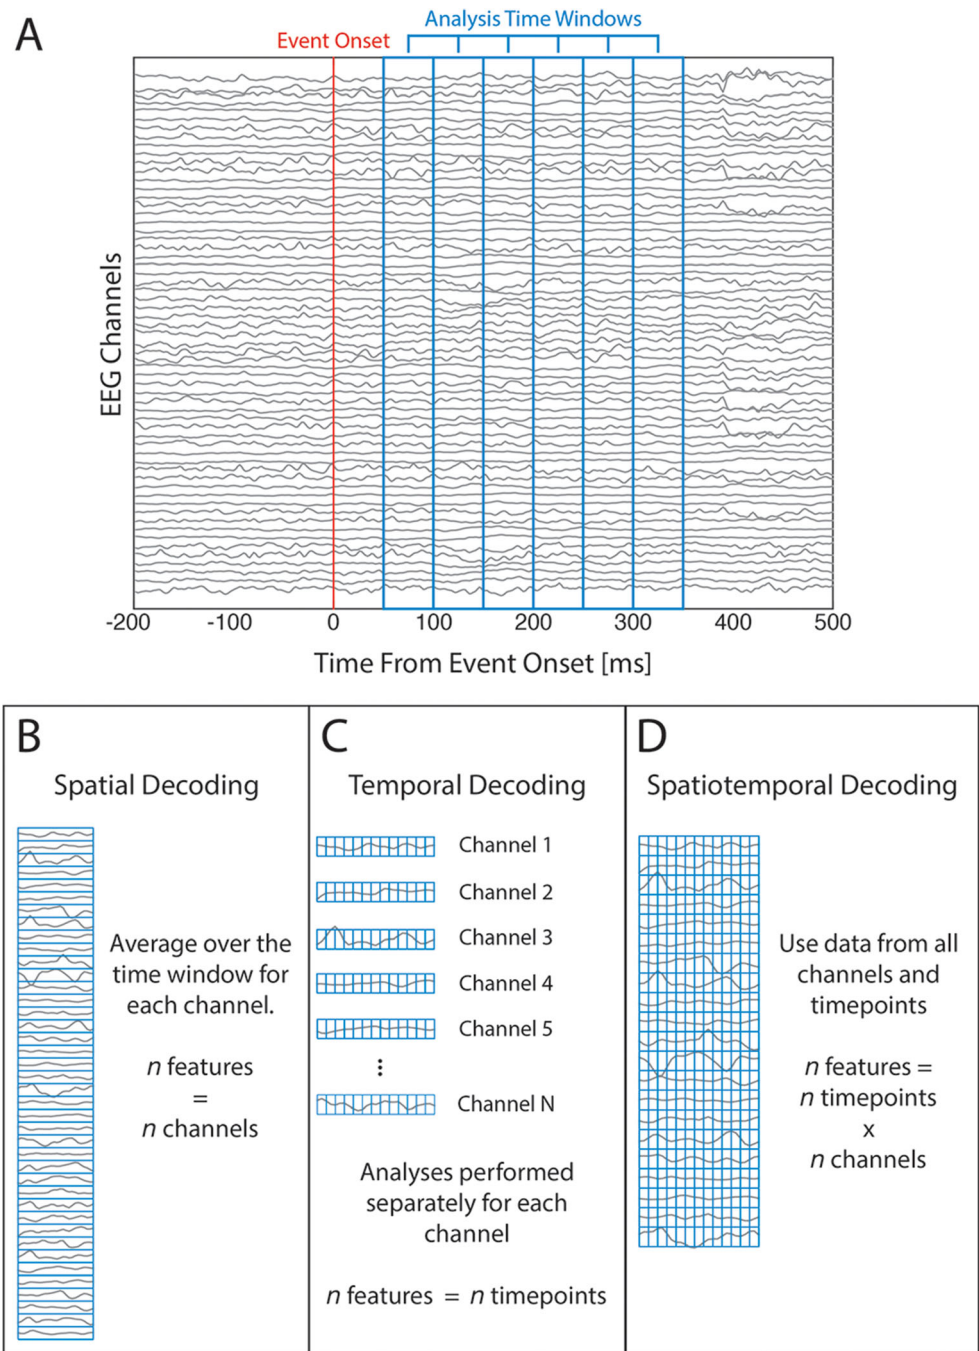 A
Analysis Time Windows
Event Onset
EEG Channels
-200 -100 0 100 200 300 400 500
Time From Event Onset [ms]
B
Spatial Decoding
Average over the
time window for
each channel.
n features
=
n channels
C
Temporal Decoding
Channel 1
Channel 2
Channel 3
Channel 4
Channel 5
...
Channel N
Analyses performed
separately for each
channel
n features = n timepoints
D
Spatiotemporal Decoding
Use data from all
channels and
timepoints
n features =
n timepoints
x
n channels